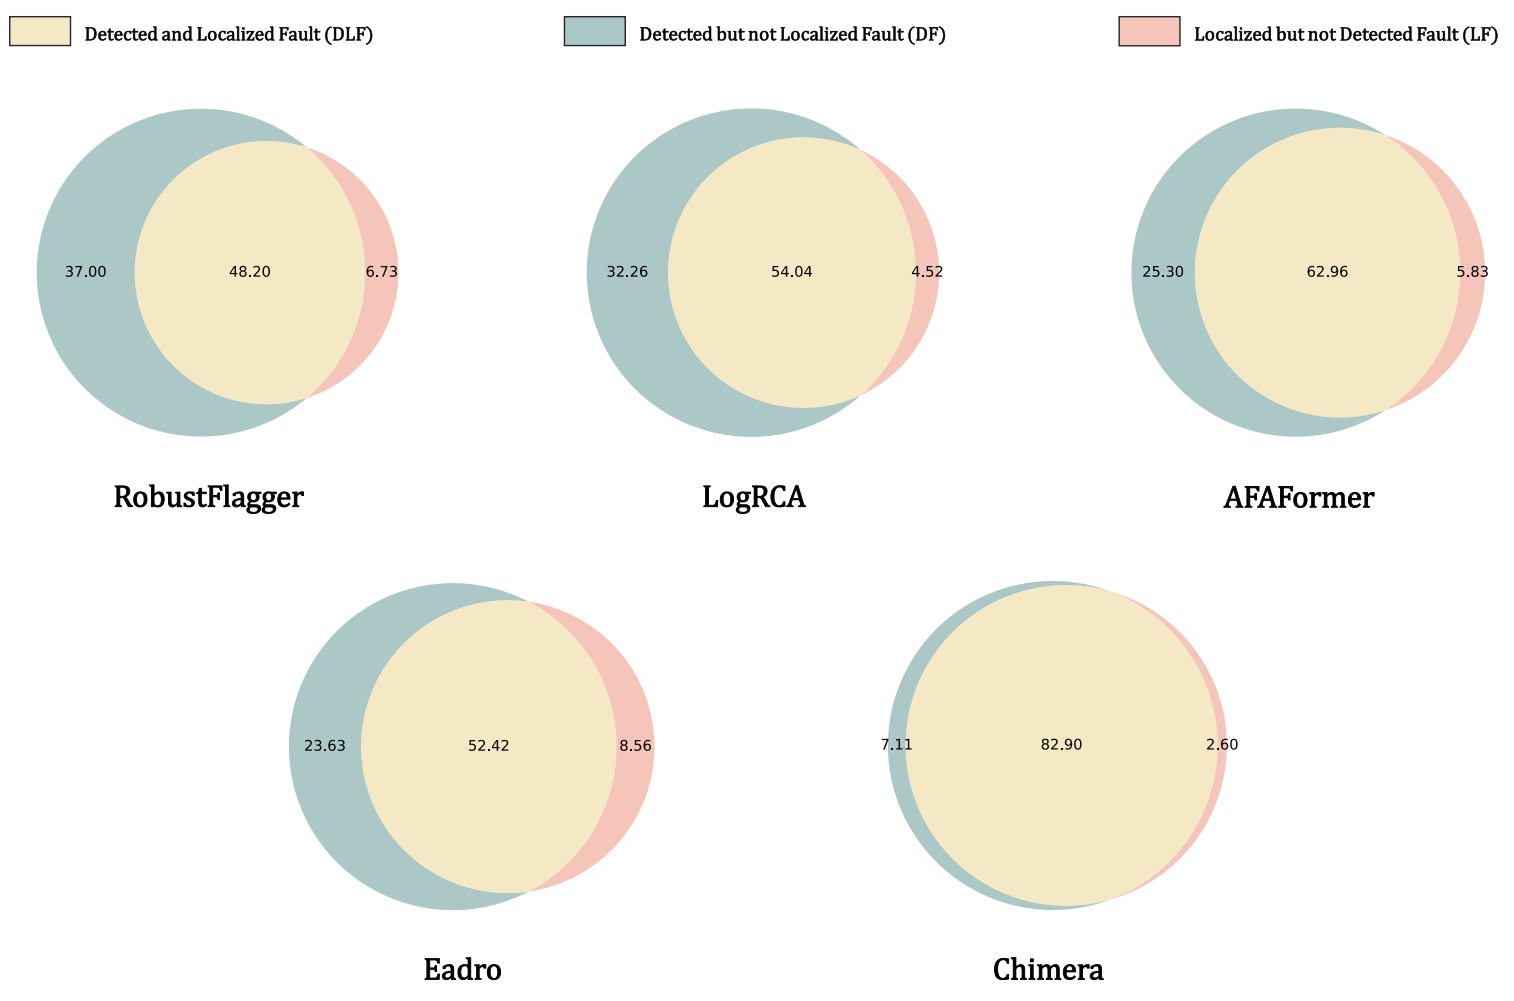 Detected and Localized Fault (DLF)
Detected but not Localized Fault (DF)
Localized but not Detected Fault (LF)
37.00
48.20
6.73
32.26
54.04
4.52
25.30
62.96
5.83
RobustFlagger
LogRCA
AFAFormer
23.63
52.42
8.56
7.11
82.90
2.60
Eadro
Chimera